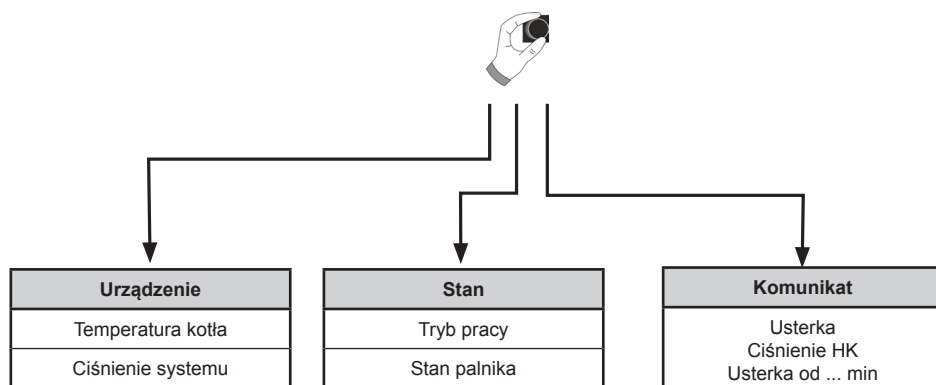 Urządzenie
Temperatura kotła
Ciśnienie systemu
Stan
Tryb pracy
Stan palnika
Komunikat
Usterka
Ciśnienie HK
Usterka od ... min